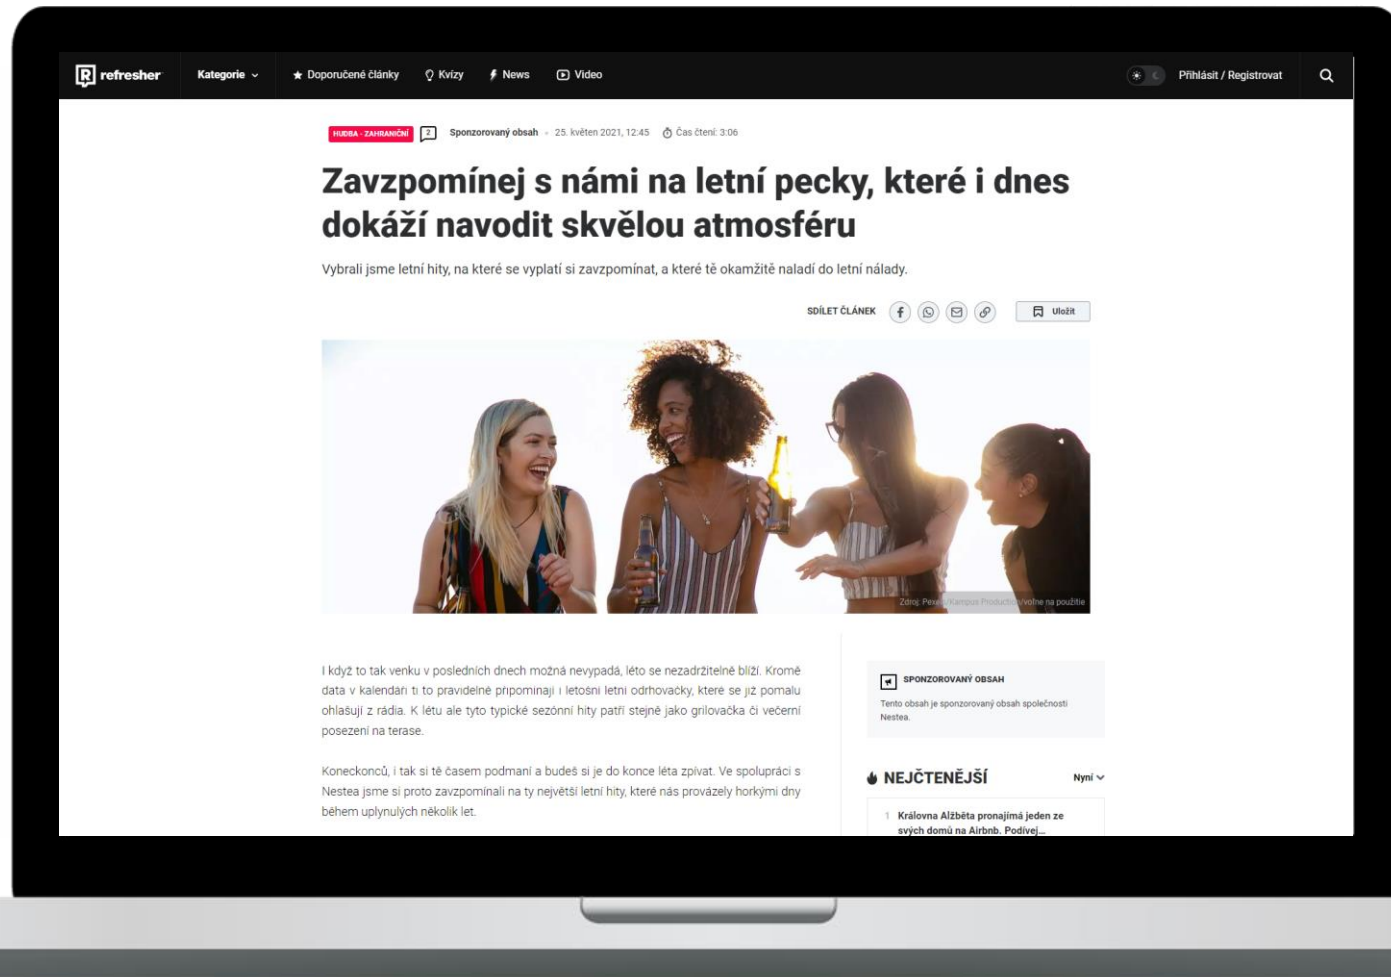 refresher
Kategorie
Doporučené články
Kvízy
News
Video
Přihlásit / Registrovat
HUDBA - ZAHRANIČNÍ
2
Sponzorovaný obsah
25. květen 2021, 12:45
Čas čtení: 3:06
Zavzpomínej s námi na letní pecky, které i dnes
dokáží navodit skvělou atmosféru
Vybrali jsme letní hity, na které se vyplatí si zavzpomínat, a které tě okamžitě naladí do letní nálady.
SDÍLET ČLÁNEK
Uložit
Zdroj: Pexels/Kampus Production/voľne na použitie
I když to tak venku v posledních dnech možná nevypadá, léto se nezadržitelně blíží. Kromě
data v kalendáři ti to pravidelně připomínají i letošní letní odrhovačky, které se již pomalu
ohlašují z rádia. K létu ale tyto typické sezónní hity patří stejně jako grilovačka či večerní
posezení na terase.
Koneckonců, i tak si tě časem podmaní a budeš si je do konce léta zpívat. Ve spolupráci s
Nestea jsme si proto zavzpomínali na ty největší letní hity, které nás provázely horkými dny
během uplynulých několik let.
SPONZOROVANÝ OBSAH
Tento obsah je sponzorovaný obsah společnosti
Nestea.
NEJČTENĚJŠÍ
Nyní
1 Královna Alžběta pronajímá jeden ze
svých domů na Airbnb. Podívej...